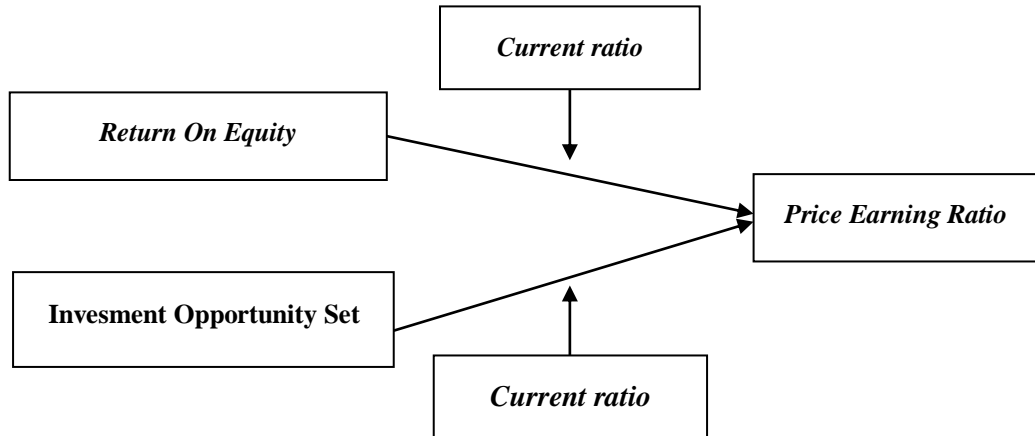 Current ratio
Return On Equity
Price Earning Ratio
Invesment Opportunity Set
Current ratio